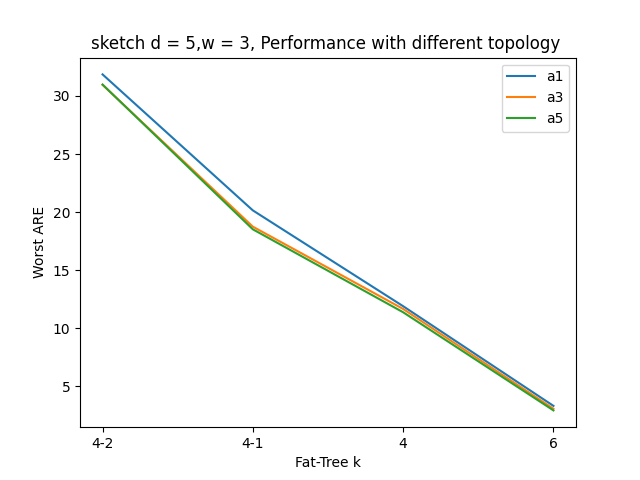 sketch d = 5,w = 3, Performance with different topology
a1
a3
a5
30
25
20
15
10
5
Worst ARE
4-2 4-1 4 6
Fat-Tree k